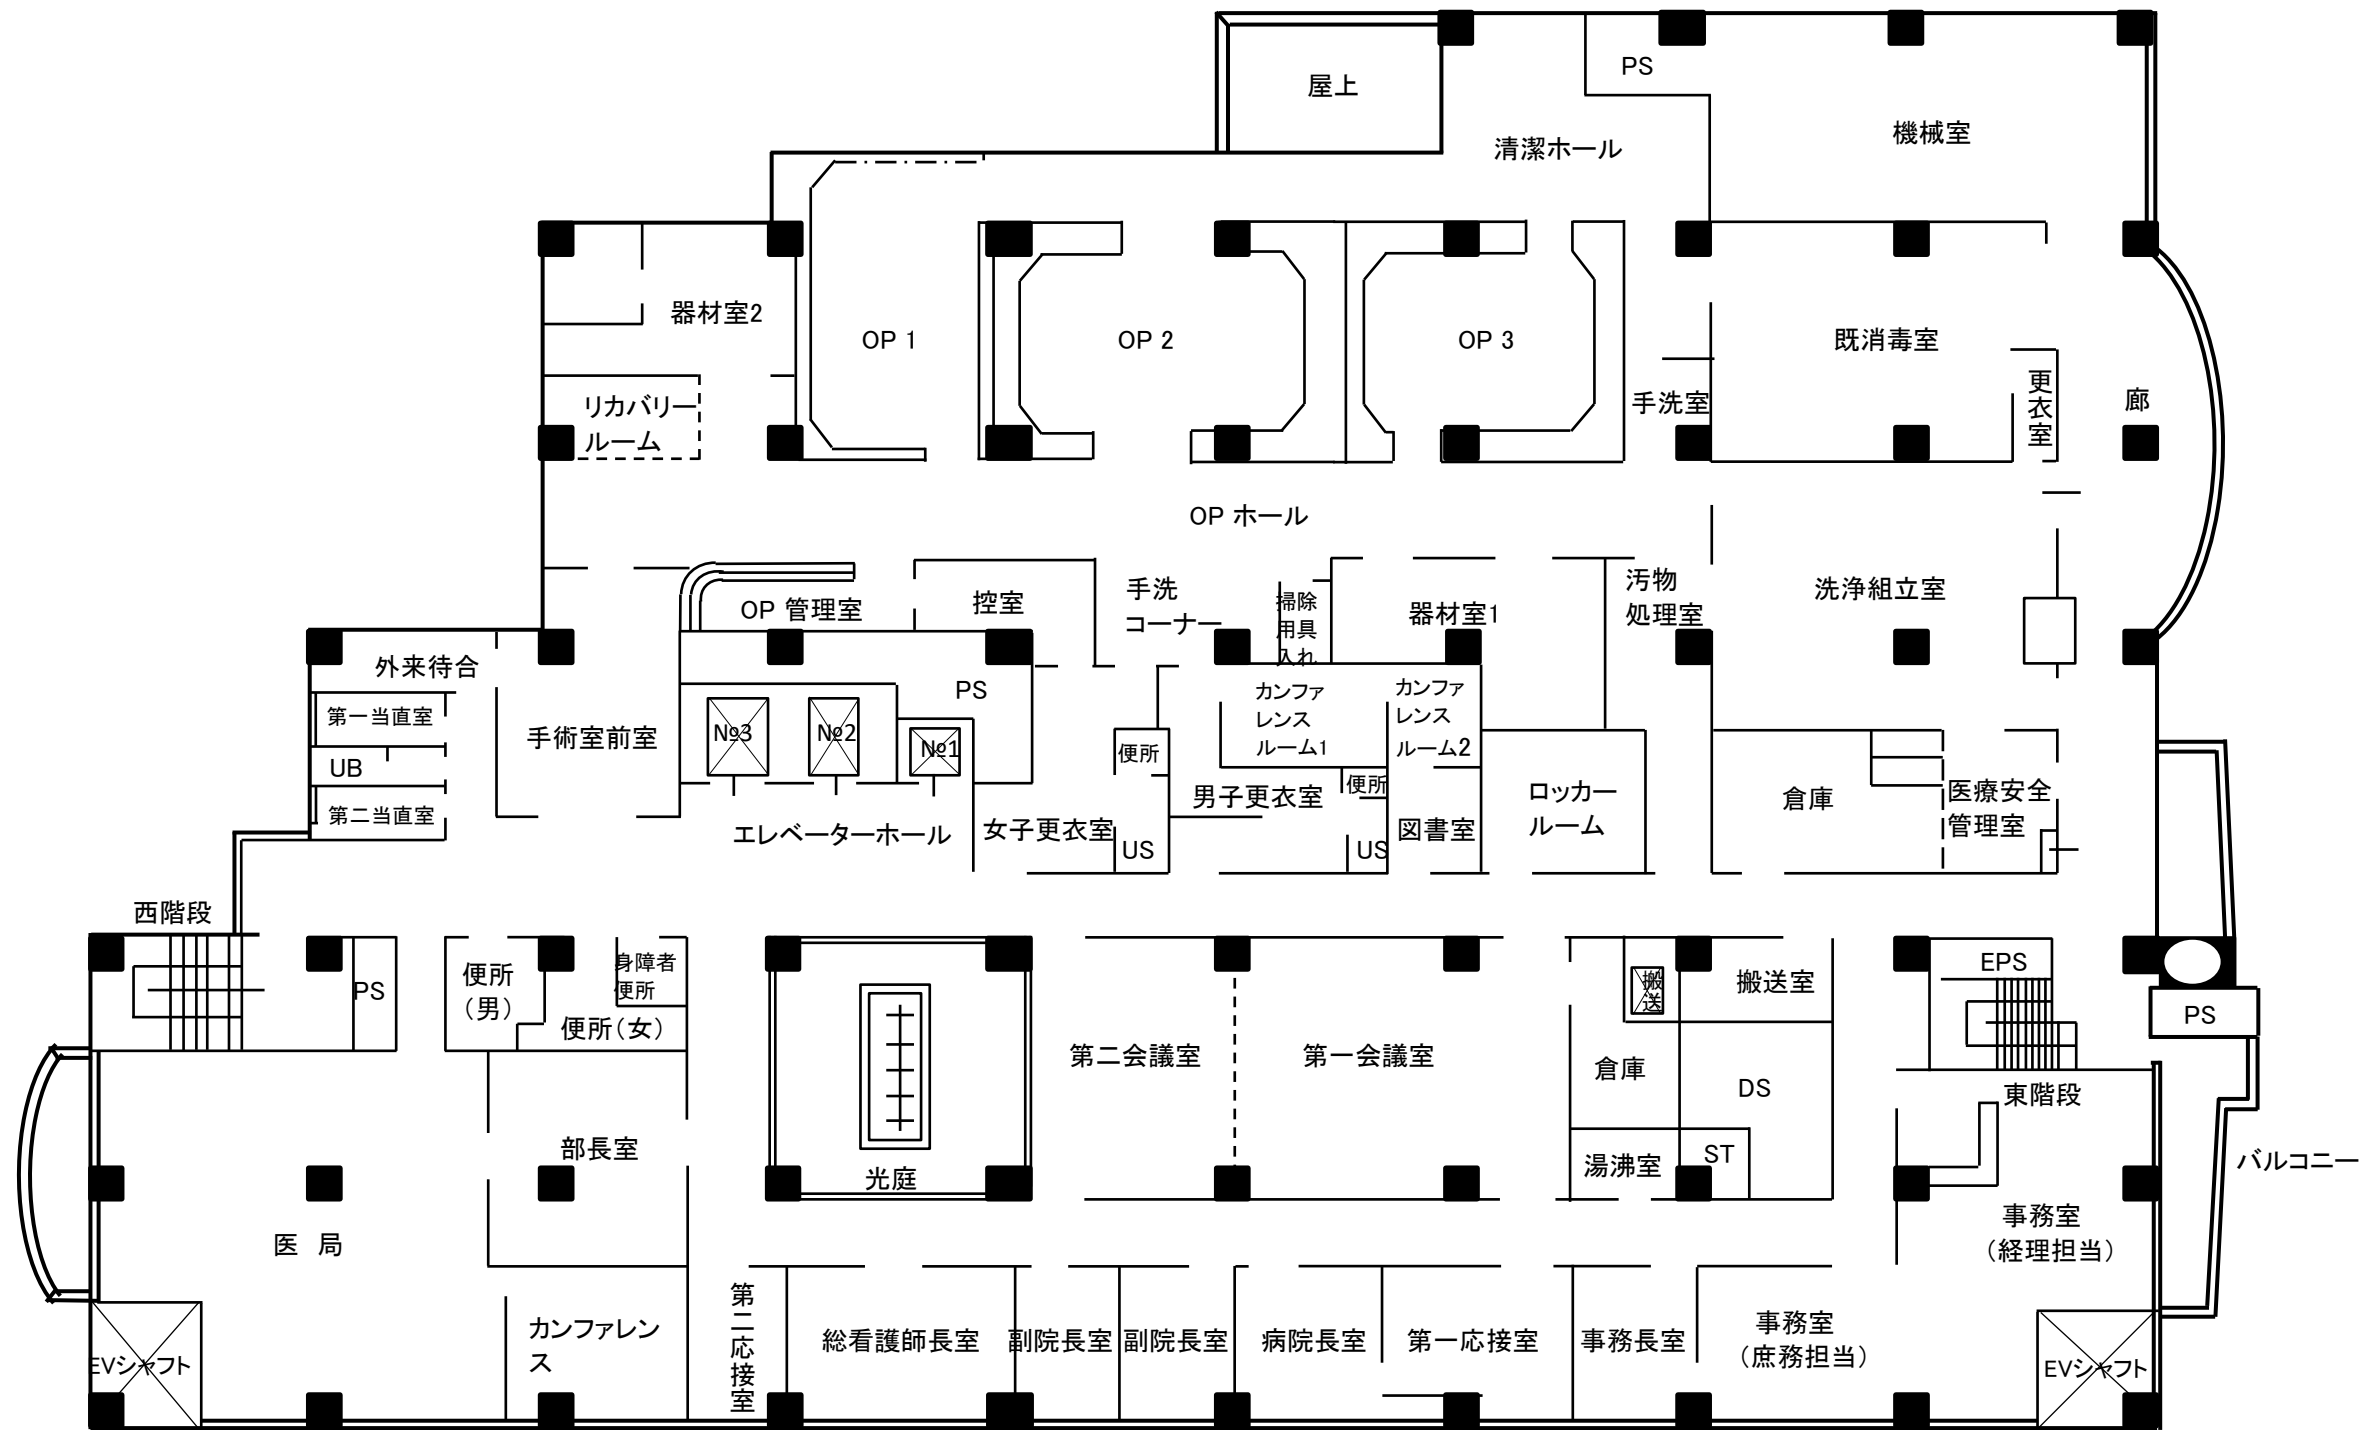 屋上
PS
機械室
清潔ホール
器材室2
OP 1
OP 2
OP 3
既消毒室
手洗室
更衣室
廊
リカバリー
ルーム
OP ホール
OP 管理室
控室
手洗
コーナー
掃除
用具
入れ
器材室1
汚物
処理室
洗浄組立室
外来待合
第一当直室
UB
第二当直室
手術室前室
PS
№3
№2
№1
エレベーターホール
便所
女子更衣室
US
カンファ
レンス
ルーム1
カンファ
レンス
ルーム2
男子更衣室
便所
US
図書室
ロッカー
ルーム
倉庫
医療安全
管理室
西階段
PS
便所
（男）
身障者
便所
便所（女）
搬送
搬送室
EPS
PS
第二会議室
第一会議室
倉庫
DS
東階段
部長室
光庭
湯沸室
ST
バルコニー
医 局
事務室
（経理担当）
EVシャフト
カンファレン
ス
第二応接室
総看護師長室
副院長室
副院長室
病院長室
第一応接室
事務長室
事務室
（庶務担当）
EVシャフト